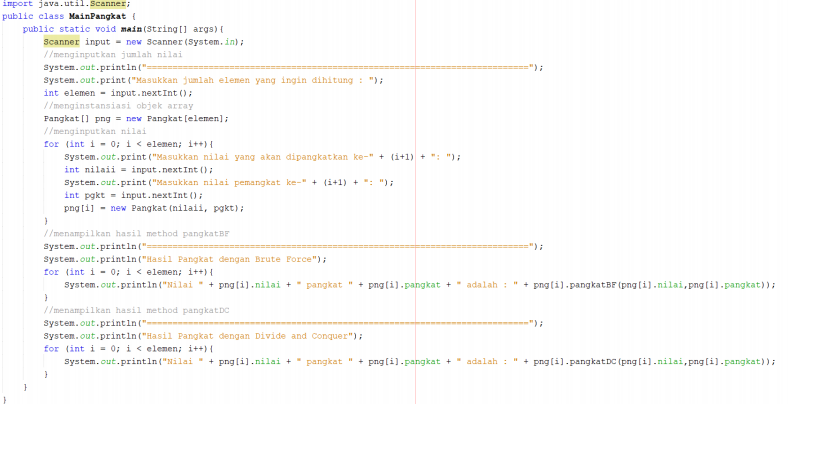 import java.util.Scanner;
public class MainPangkat {
public static void main(String[] args){
Scanner input = new Scanner(System.in);
//menginputkan jumlah nilai
System.out.println("==========================================================================");
System.out.print("Masukkan jumlah elemen yang ingin dihitung : ");
int elemen = input.nextInt();
//menginstansiasi objek array
Pangkat[] png = new Pangkat[elemen];
//menginputkan nilai
for (int i = 0; i < elemen; i++){
System.out.print("Masukkan nilai yang akan dipangkatkan ke-" + (i+1) + ": ");
int nilaii = input.nextInt();
System.out.print("Masukkan nilai pemangkat ke-" + (i+1) + ": ");
int pgkt = input.nextInt();
png[i] = new Pangkat(nilaii, pgkt);
}
//menampilkan hasil method pangkatBF
System.out.println("==========================================================================");
System.out.println("Hasil Pangkat dengan Brute Force");
for (int i = 0; i < elemen; i++){
System.out.println("Nilai " + png[i].nilai + " pangkat " + png[i].pangkat + " adalah : " + png[i].pangkatBF(png[i].nilai,png[i].pangkat));
}
//menampilkan hasil method pangkatDC
System.out.println("==========================================================================");
System.out.println("Hasil Pangkat dengan Divide and Conquer");
for (int i = 0; i < elemen; i++){
System.out.println("Nilai " + png[i].nilai + " pangkat " + png[i].pangkat + " adalah : " + png[i].pangkatDC(png[i].nilai,png[i].pangkat));
}
}
}